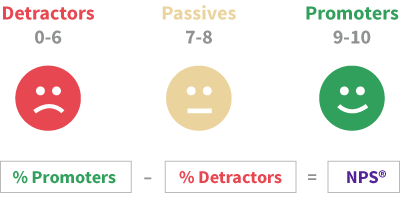 Detractors Passives Promoters
0-6 7-8 9-10
% Promoters – % Detractors = NPS®